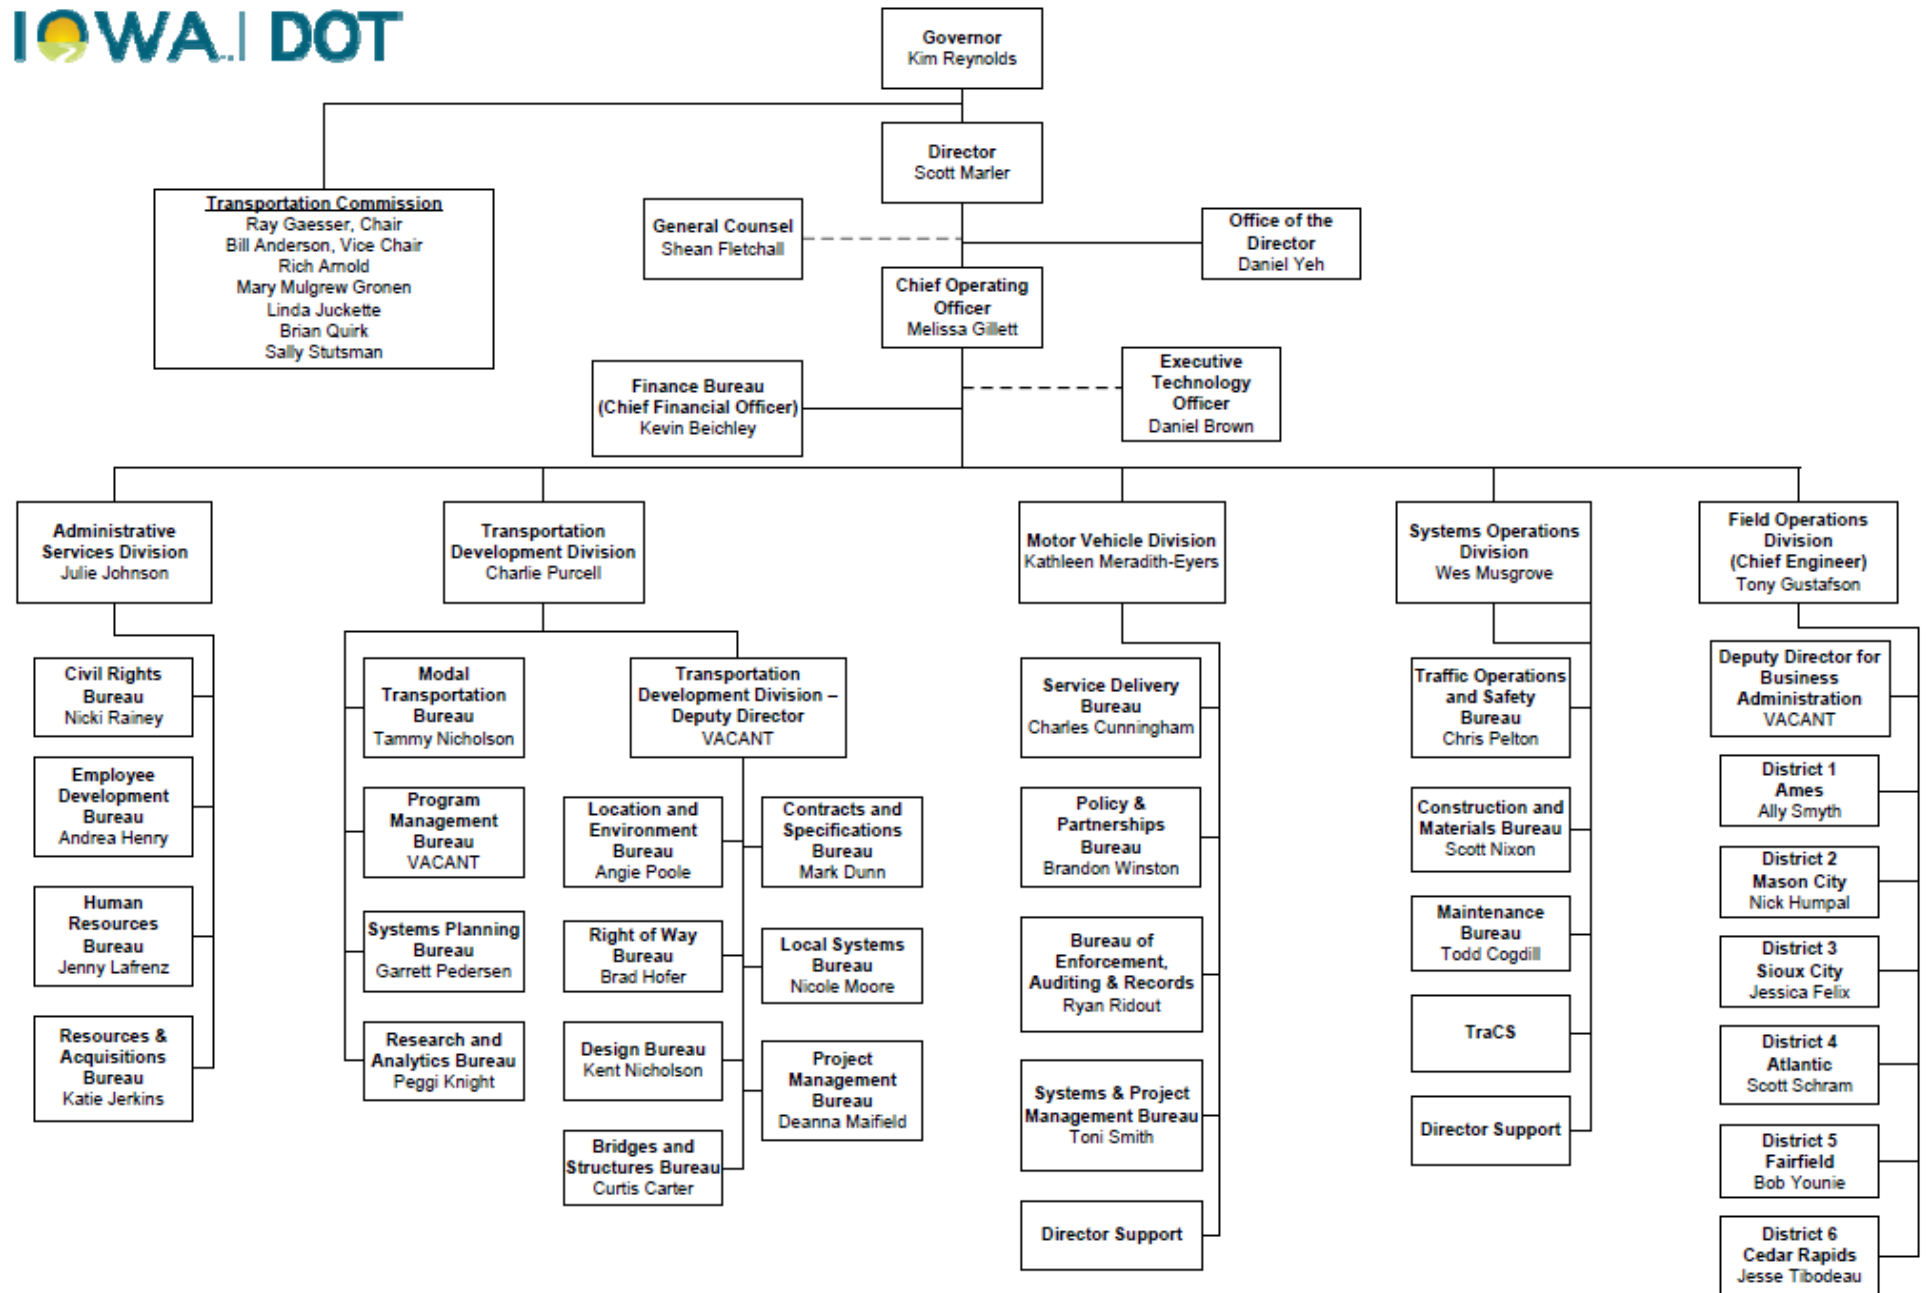 IOWA DOT
Governor
Kim Reynolds
Director
Scott Marler
Transportation Commission
Ray Gaesser, Chair
Bill Anderson, Vice Chair
Rich Arnold
Mary Mulgrew Gronen
Linda Juckette
Brian Quirk
Sally Stutsman
General Counsel
Shean Fletchall
Office of the
Director
Daniel Yeh
Chief Operating
Officer
Melissa Gillett
Finance Bureau
(Chief Financial Officer)
Kevin Beichley
Executive
Technology
Officer
Daniel Brown
Administrative
Services Division
Julie Johnson
Transportation
Development Division
Charlie Purcell
Motor Vehicle Division
Kathleen Meradith-Eyers
Systems Operations
Division
Wes Musgrove
Field Operations
Division
(Chief Engineer)
Tony Gustafson
Civil Rights
Bureau
Nicki Rainey
Employee
Development
Bureau
Andrea Henry
Human
Resources
Bureau
Jenny Lafrenz
Resources &
Acquisitions
Bureau
Katie Jerkins
Modal
Transportation
Bureau
Tammy Nicholson
Program
Management
Bureau
VACANT
Systems Planning
Bureau
Garrett Pedersen
Research and
Analytics Bureau
Peggi Knight
Transportation
Development Division –
Deputy Director
VACANT
Location and
Environment
Bureau
Angie Poole
Right of Way
Bureau
Brad Hofer
Design Bureau
Kent Nicholson
Bridges and
Structures Bureau
Curtis Carter
Contracts and
Specifications
Bureau
Mark Dunn
Local Systems
Bureau
Nicole Moore
Project
Management
Bureau
Deanna Maifield
Service Delivery
Bureau
Charles Cunningham
Policy &
Partnerships
Bureau
Brandon Winston
Bureau of
Enforcement,
Auditing & Records
Ryan Ridout
Systems & Project
Management Bureau
Toni Smith
Director Support
Traffic Operations
and Safety
Bureau
Chris Pelton
Construction and
Materials Bureau
Scott Nixon
Maintenance
Bureau
Todd Cogdill
TraCS
Director Support
Deputy Director for
Business
Administration
VACANT
District 1
Ames
Ally Smyth
District 2
Mason City
Nick Humpal
District 3
Sioux City
Jessica Felix
District 4
Atlantic
Scott Schram
District 5
Fairfield
Bob Younie
District 6
Cedar Rapids
Jesse Tibodeau